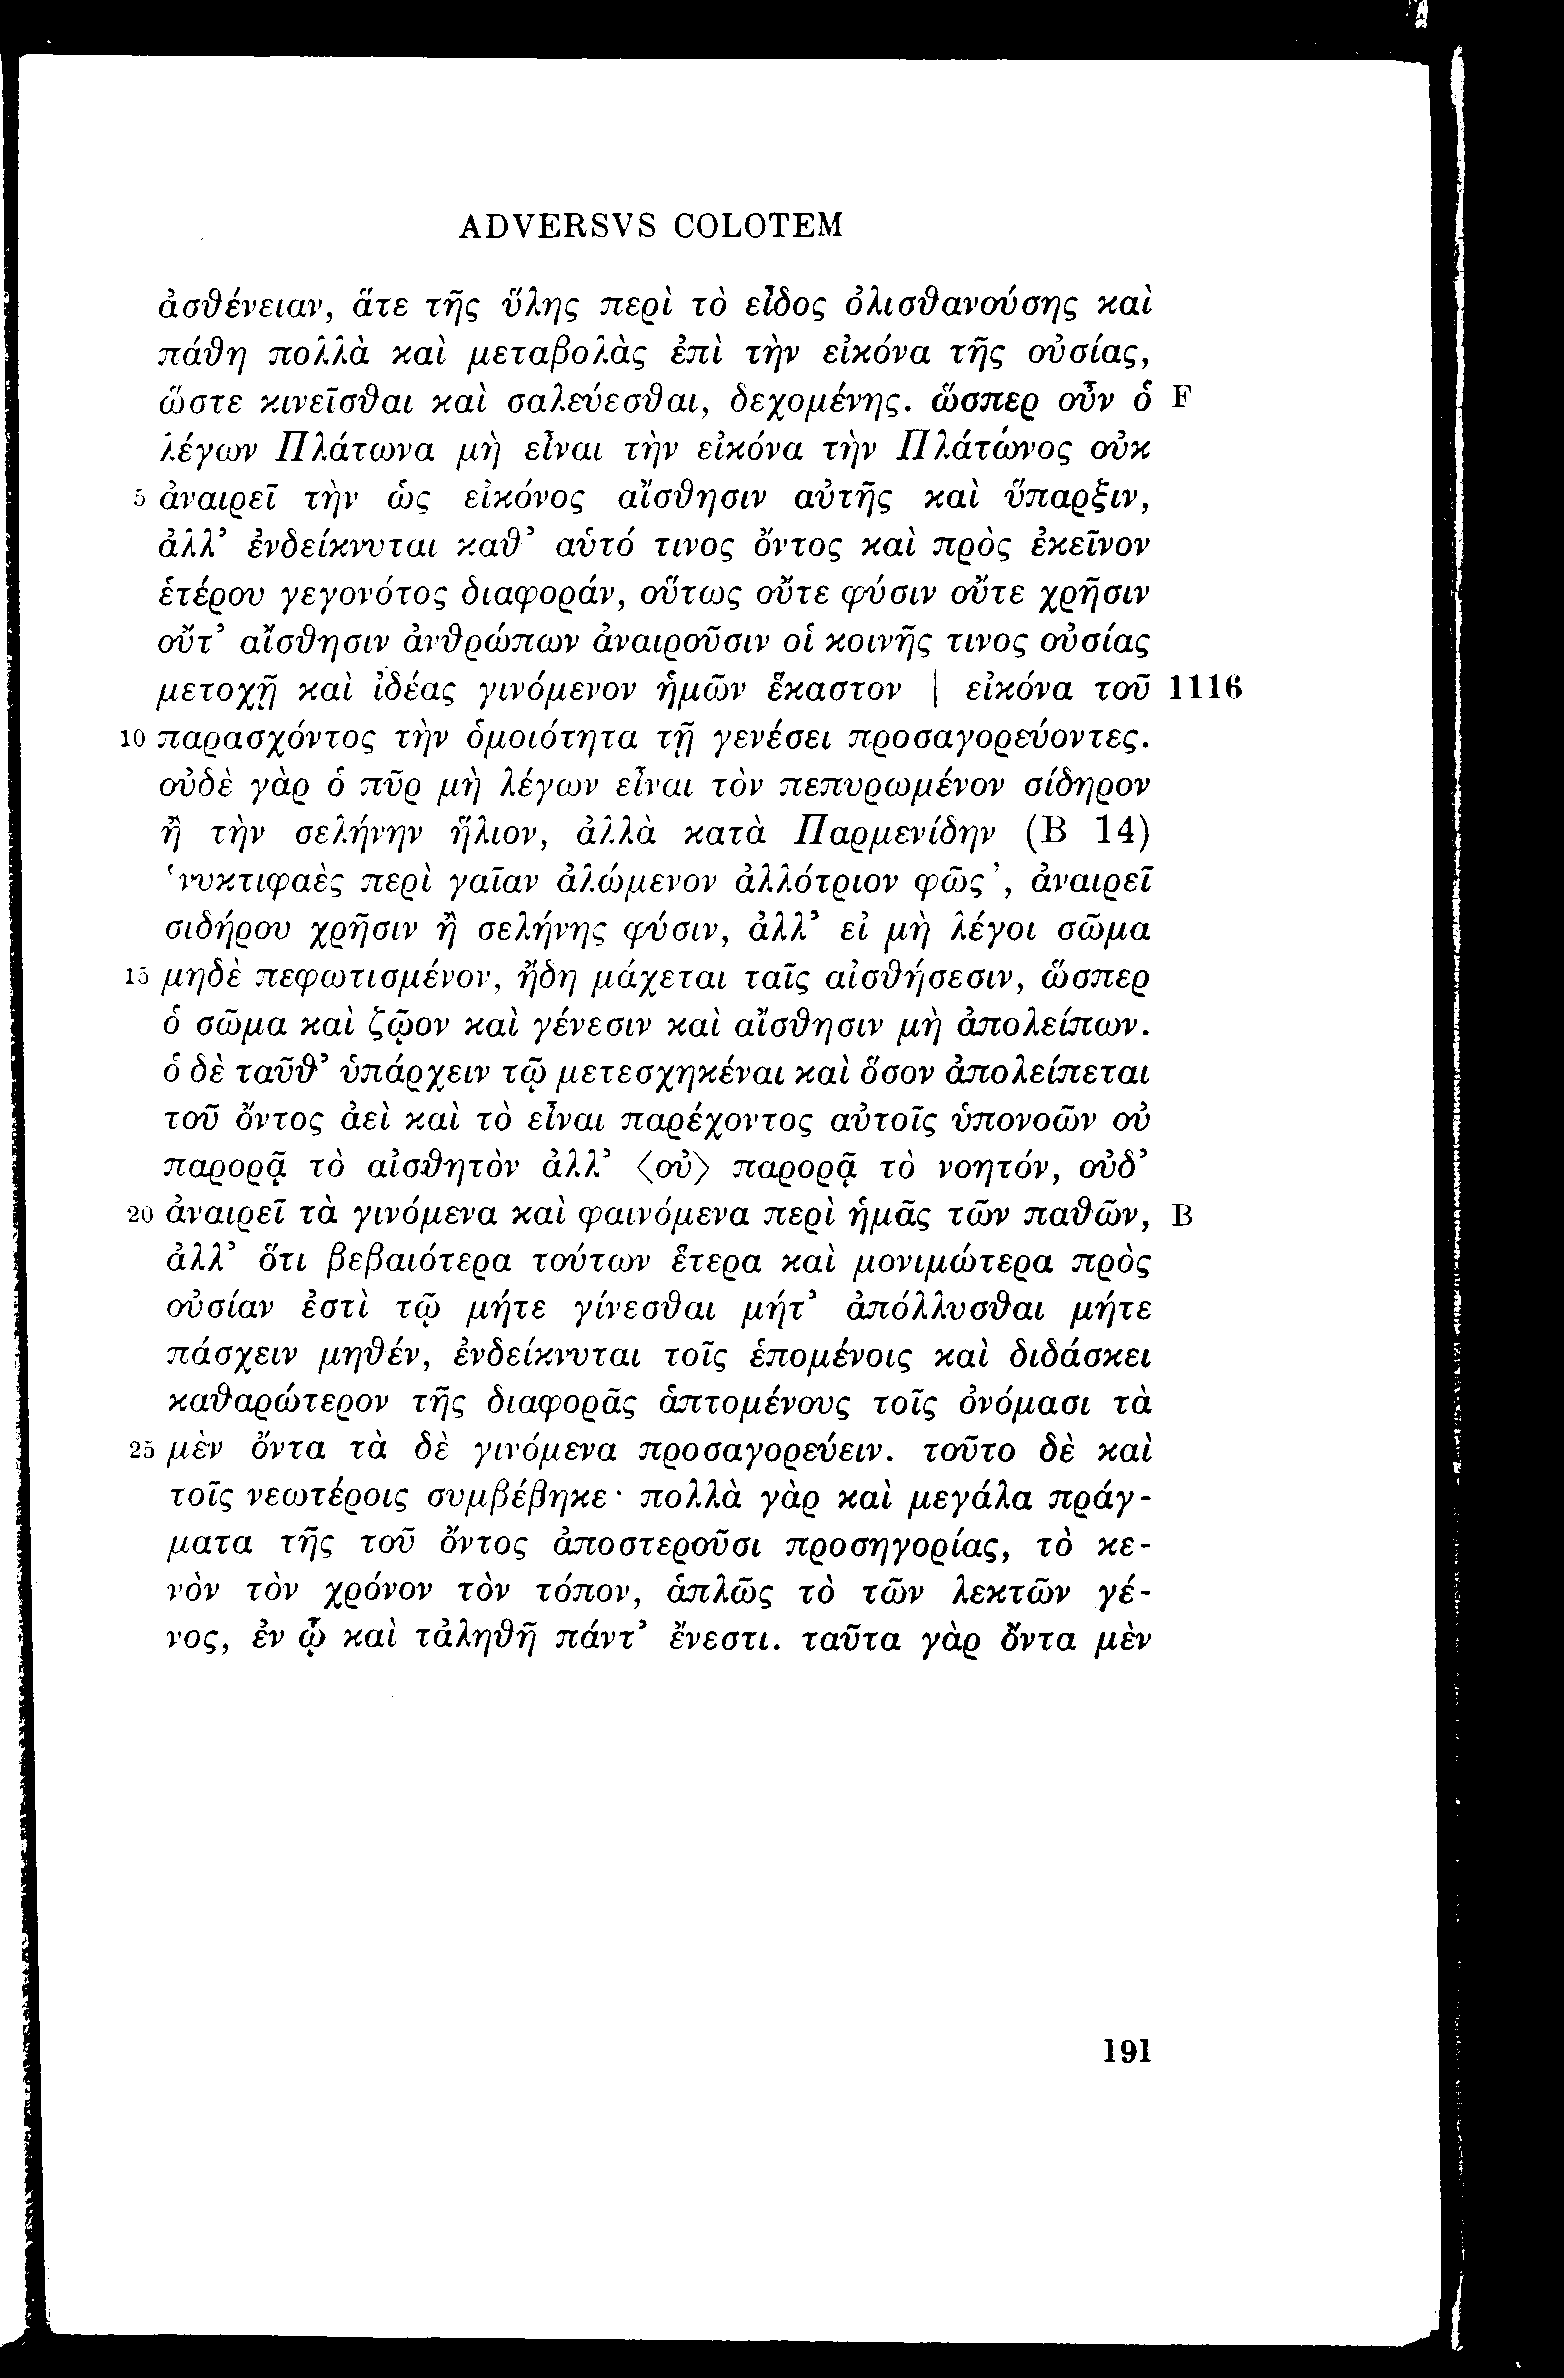 ADVERSVS COLOTEM
ἀσθένειαν, ἅτε τῆς ὕλης περὶ τὸ εἶδος ὀλισθανούσης καὶ
πάθη πολλὰ καὶ μεταβολὰς ἐπὶ τὴν εἰκόνα τῆς οὐσίας,
ὥστε κινεῖσθαι καὶ σαλεύεσθαι, δεχομένης. ὥσπερ οὖν ὁ F
λέγων Πλάτωνα μὴ εἶναι τὴν εἰκόνα τὴν Πλάτωνος οὐκ
5 ἀναιρεῖ τὴν ὡς εἰκόνος αἴσθησιν αὐτῆς καὶ ὕπαρξιν,
ἀλλ’ ἐνδείκνυται καθ’ αὑτό τινος ὄντος καὶ πρὸς ἐκεῖνον
ἑτέρου γεγονότος διαφοράν, οὕτως οὔτε φύσιν οὔτε χρῆσιν
οὔτ’ αἴσθησιν ἀνθρώπων ἀναιροῦσιν οἱ κοινῆς τινος οὐσίας
μετοχῇ καὶ ἰδέας γινόμενον ἡμῶν ἕκαστον | εἰκόνα τοῦ 1116
10 παρασχόντος τὴν ὁμοιότητα τῇ γενέσει προσαγορεύοντες.
οὐδὲ γὰρ ὁ πῦρ μὴ λέγων εἶναι τὸν πεπυρωμένον σίδηρον
ἢ τὴν σελήνην ἥλιον, ἀλλὰ κατὰ Παρμενίδην (B 14)
‘νυκτιφαὲς περὶ γαῖαν ἀλώμενον ἀλλότριον φῶς’, ἀναιρεῖ
σιδήρου χρῆσιν ἢ σελήνης φύσιν, ἀλλ’ εἰ μὴ λέγοι σῶμα
15 μηδὲ πεφωτισμένον, ἤδη μάχεται ταῖς αἰσθήσεσιν, ὥσπερ
ὁ σῶμα καὶ ζῷον καὶ γένεσιν καὶ αἴσθησιν μὴ ἀπολείπων.
ὁ δὲ ταῦθ’ ὑπάρχειν τῷ μετεσχηκέναι καὶ ὅσον ἀπολείπεται
τοῦ ὄντος ἀεὶ καὶ τὸ εἶναι παρέχοντος αὐτοῖς ὑπονοῶν οὐ
παρορᾷ τὸ αἰσθητὸν ἀλλ’ ⟨οὐ⟩ παρορᾷ τὸ νοητόν, οὐδ’
20 ἀναιρεῖ τὰ γινόμενα καὶ φαινόμενα περὶ ἡμᾶς τῶν παθῶν, B
ἀλλ’ ὅτι βεβαιότερα τούτων ἕτερα καὶ μονιμώτερα πρὸς
οὐσίαν ἐστὶ τῷ μήτε γίνεσθαι μήτ’ ἀπόλλυσθαι μήτε
πάσχειν μηθέν, ἐνδείκνυται τοῖς ἑπομένοις καὶ διδάσκει
καθαρώτερον τῆς διαφορᾶς ἁπτομένους τοῖς ὀνόμασι τὰ
25 μὲν ὄντα τὰ δὲ γινόμενα προσαγορεύειν. τοῦτο δὲ καὶ
τοῖς νεωτέροις συμβέβηκε· πολλὰ γὰρ καὶ μεγάλα πράγ-
ματα τῆς τοῦ ὄντος ἀποστεροῦσι προσηγορίας, τὸ κε-
νὸν τὸν χρόνον τὸν τόπον, ἁπλῶς τὸ τῶν λεκτῶν γέ-
νος, ἐν ᾧ καὶ τἀληθῆ πάντ’ ἔνεστι. ταῦτα γὰρ ὄντα μὲν
191